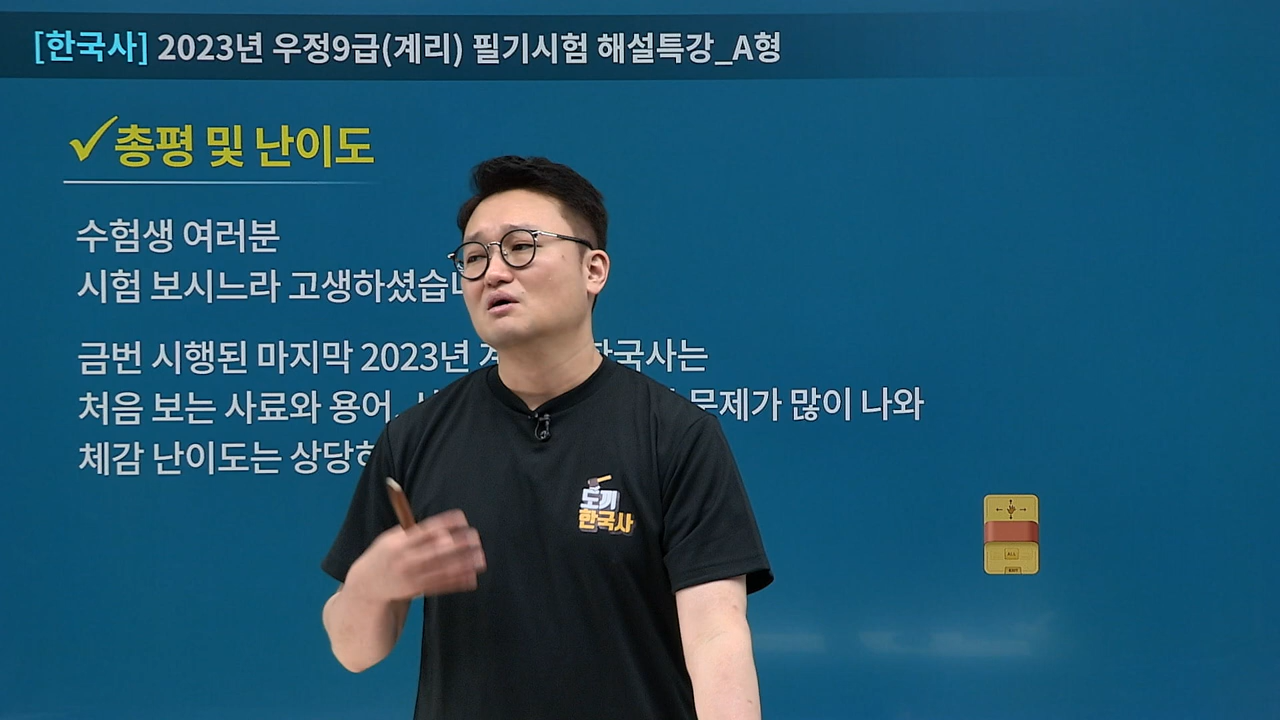 [한국사] 2023년 우정9급(계리) 필기시험 해설특강_A형
✓총평 및 난이도
수험생 여러분
시험 보시느라 고생하셨습
금번 시행된 마지막 2023년 한국사는
처음 보는 사료와 용어, 문제가 많이 나와
체감 난이도는
도끼
한국사
ALL
EXIT